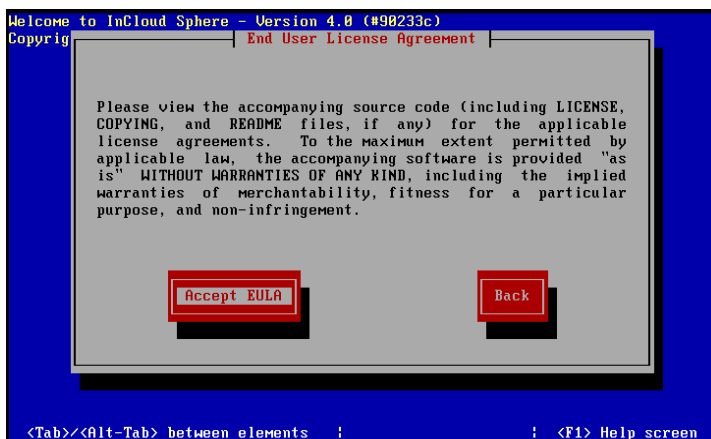 Welcome to InCloud Sphere - Version 4.0 (#90233c)
Copyrig
End User License Agreement
Please view the accompanying source code (including LICENSE,
COPYING, and README files, if any) for the applicable
license agreements. To the maximum extent permitted by
applicable law, the accompanying software is provided "as
is" WITHOUT WARRANTIES OF ANY KIND, including the implied
warranties of merchantability, fitness for a particular
purpose, and non-infringement.
Accept EULA Back
<Tab>/<Alt-Tab> between elements | | <F1> Help screen